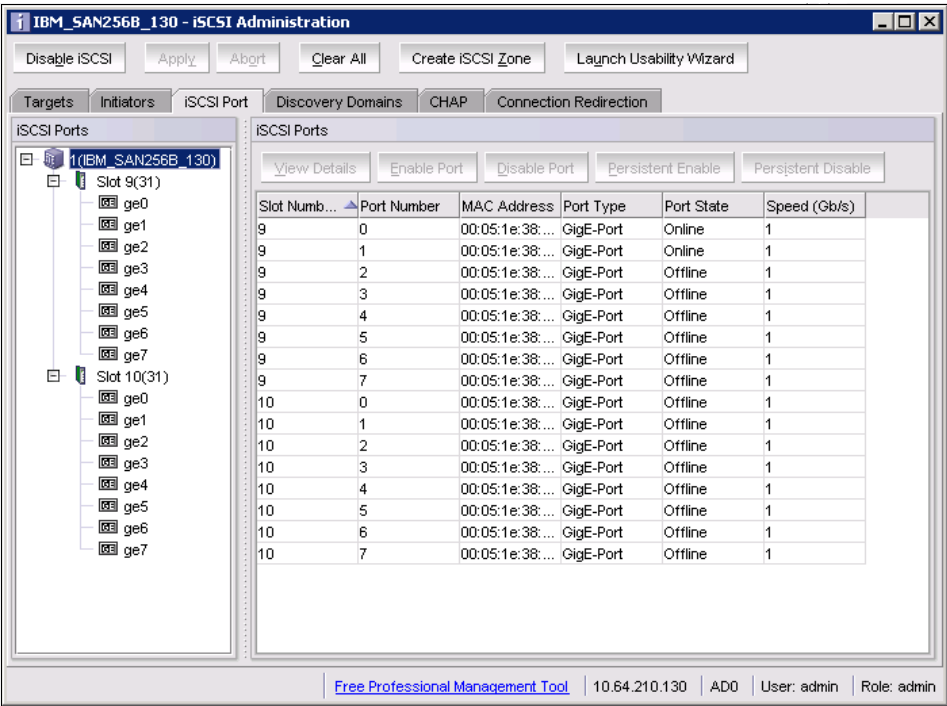 IBM_SAN256B_130 - iSCSI Administration
Disable iSCSI Apply Abort Clear All Create iSCSI Zone Launch Usability Wizard
Targets Initiators iSCSI Port Discovery Domains CHAP Connection Redirection
iSCSI Ports
1(IBM_SAN256B_130)
Slot 9(31)
ge0
ge1
ge2
ge3
ge4
ge5
ge6
ge7
Slot 10(31)
ge0
ge1
ge2
ge3
ge4
ge5
ge6
ge7
iSCSI Ports
View Details Enable Port Disable Port Persistent Enable Persistent Disable
Slot Numb... Port Number MAC Address Port Type Port State Speed (Gb/s)
9 0 00:05:1e:38:... GigE-Port Online 1
9 1 00:05:1e:38:... GigE-Port Online 1
9 2 00:05:1e:38:... GigE-Port Offline 1
9 3 00:05:1e:38:... GigE-Port Offline 1
9 4 00:05:1e:38:... GigE-Port Offline 1
9 5 00:05:1e:38:... GigE-Port Offline 1
9 6 00:05:1e:38:... GigE-Port Offline 1
9 7 00:05:1e:38:... GigE-Port Offline 1
10 0 00:05:1e:38:... GigE-Port Offline 1
10 1 00:05:1e:38:... GigE-Port Offline 1
10 2 00:05:1e:38:... GigE-Port Offline 1
10 3 00:05:1e:38:... GigE-Port Offline 1
10 4 00:05:1e:38:... GigE-Port Offline 1
10 5 00:05:1e:38:... GigE-Port Offline 1
10 6 00:05:1e:38:... GigE-Port Offline 1
10 7 00:05:1e:38:... GigE-Port Offline 1
Free Professional Management Tool 10.64.210.130 AD0 User: admin Role: admin